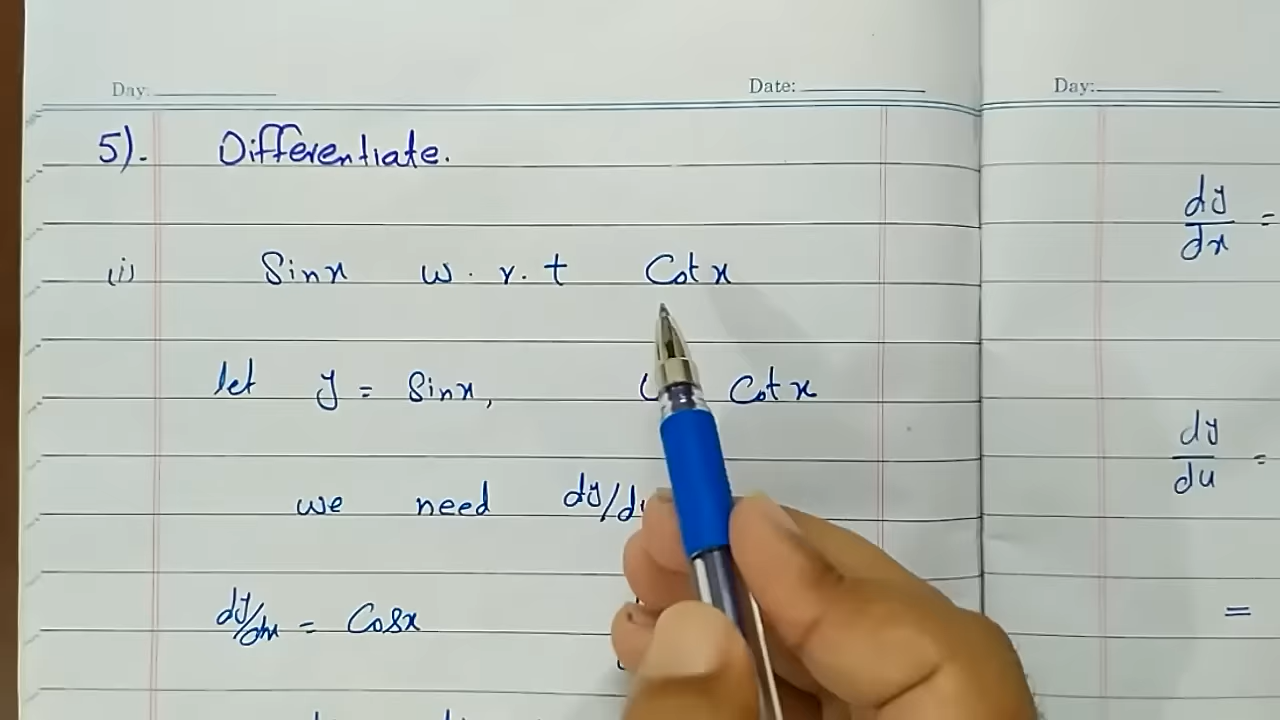 Day: Date:
5). Differentiate.
(i) Sinx w.r.t Cotx
let y = Sinx, Cotx
we need dy/du
dy/dx = Cosx
Day:
dy/dx =
dy/du =
=